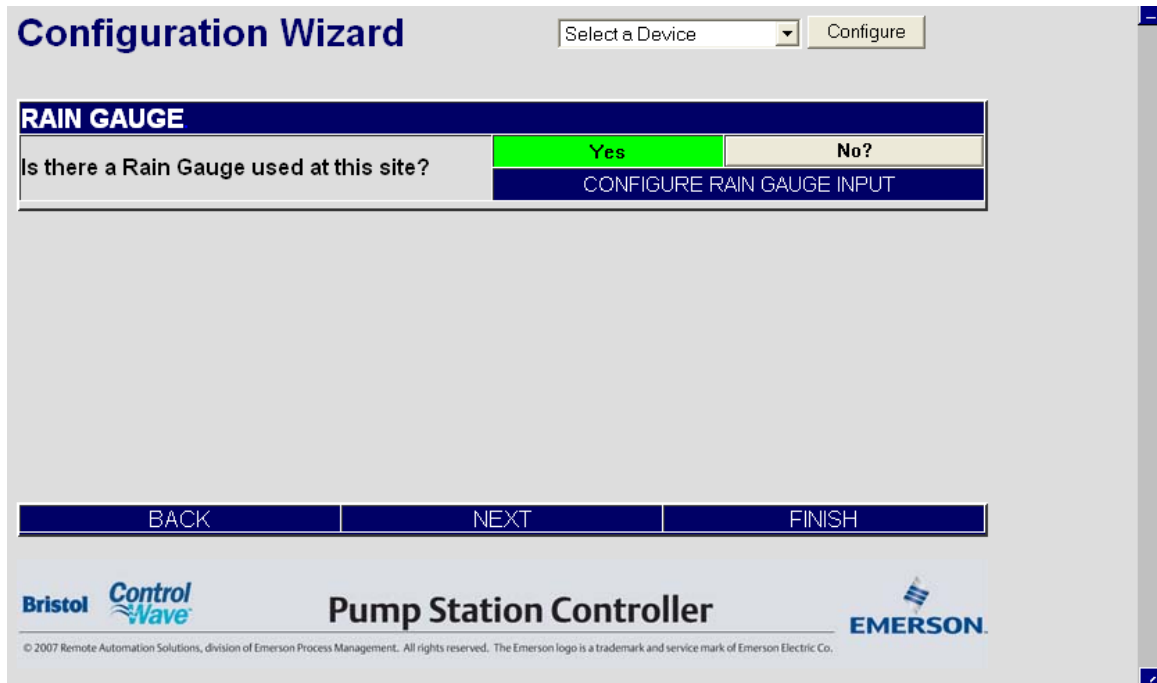 Configuration Wizard
Select a Device
Configure
RAIN GAUGE
Is there a Rain Gauge used at this site?
Yes
No?
CONFIGURE RAIN GAUGE INPUT
BACK
NEXT
FINISH
Bristol
Control
Wave
Pump Station Controller
EMERSON.
© 2007 Remote Automation Solutions, division of Emerson Process Management. All rights reserved. The Emerson logo is a trademark and service mark of Emerson Electric Co.